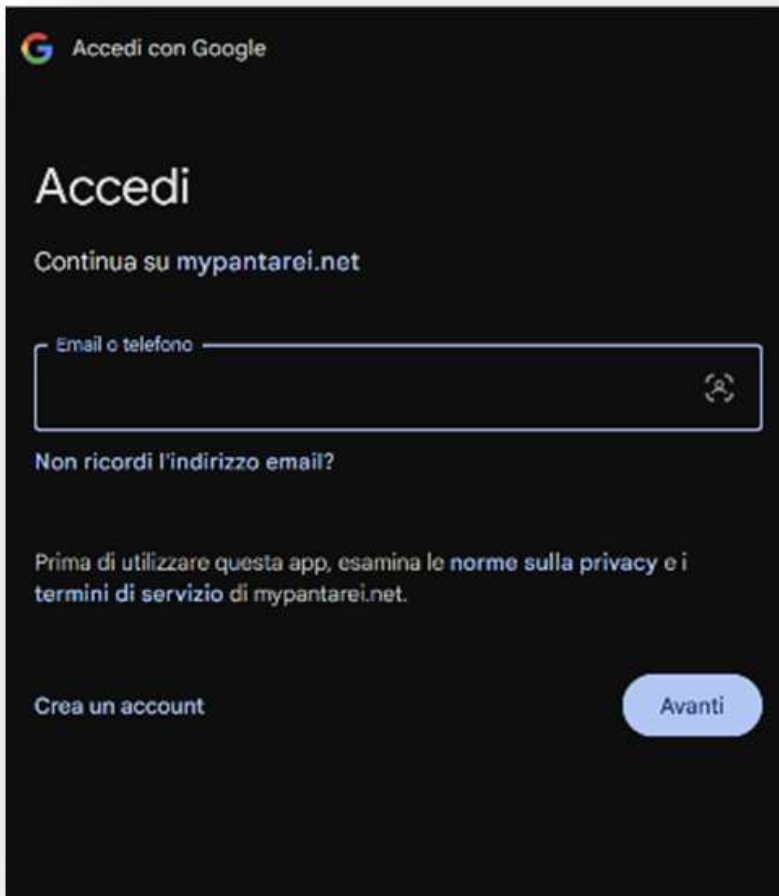 Accedi con Google
Accedi
Continua su mypantarei.net
Email o telefono
Non ricordi l'indirizzo email?
Prima di utilizzare questa app, esamina le norme sulla privacy e i
termini di servizio di mypantarei.net.
Crea un account
Avanti